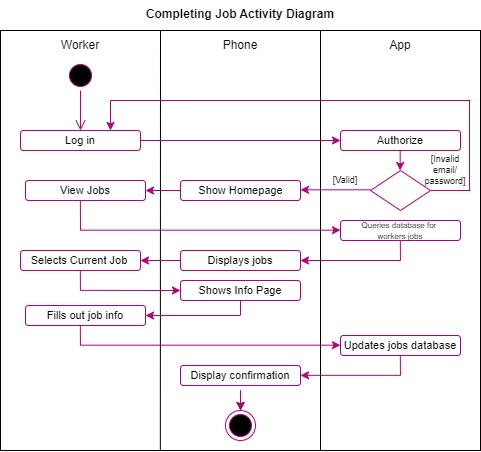 Completing Job Activity Diagram
Worker
Phone
App
Log in
Authorize
[Invalid
email/
password]
[Valid]
View Jobs
Show Homepage
Queries database for
workers jobs
Selects Current Job
Displays jobs
Shows Info Page
Fills out job info
Updates jobs database
Display confirmation